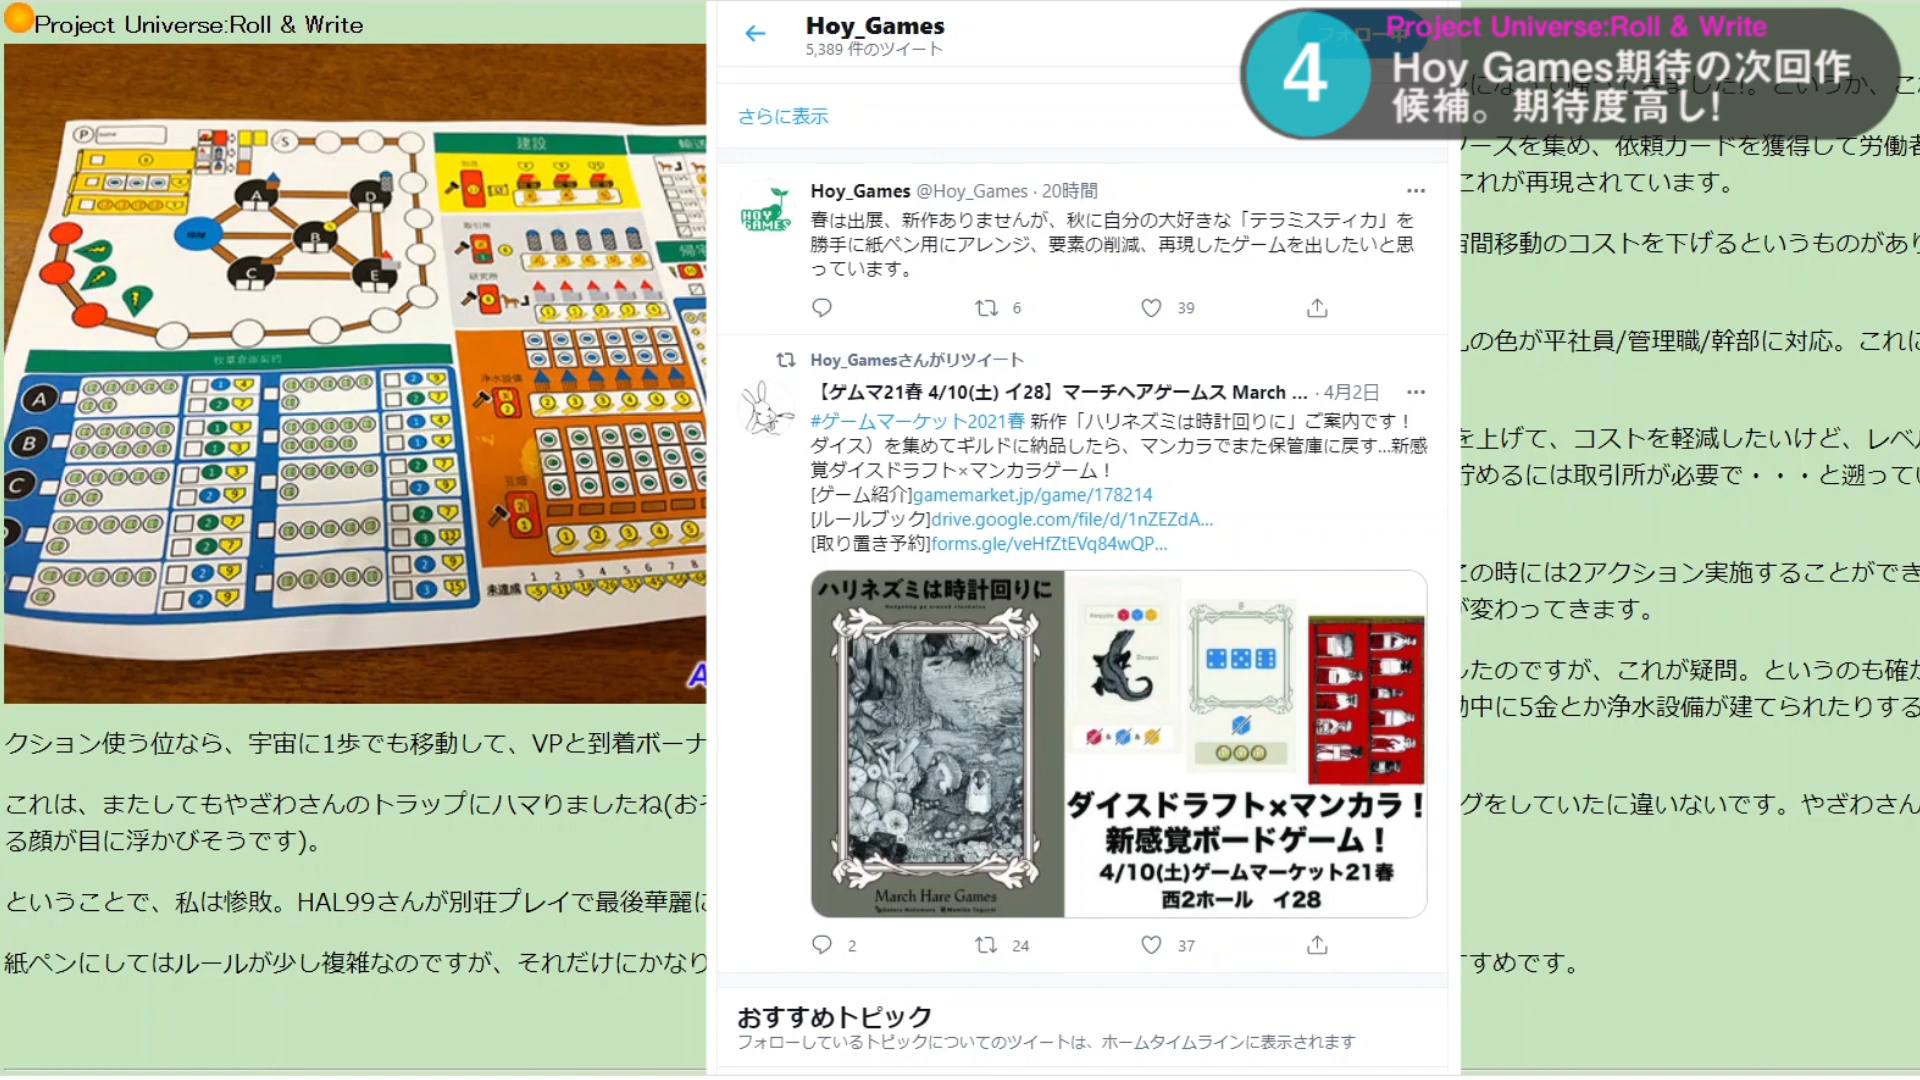 Project Universe:Roll & Write
建設
取引所
研究所
牧草倉庫契約
浄水設備
未達成
A
B
C
D
E
クション使う位なら、宇宙に1歩でも移動して、VPと到着ボーナ
これは、またしてもやざわさんのトラップにハマりましたね(おそ
る顔が目に浮かびそうです)。
ということで、私は惨敗。HAL99さんが別荘プレイで最後華麗に
紙ペンにしてはルールが少し複雑なのですが、それだけにかなり
Hoy_Games
5,389 件のツイート
さらに表示
Hoy_Games @Hoy_Games · 20時間
春は出展、新作ありませんが、秋に自分の大好きな「テラミスティカ」を
勝手に紙ペン用にアレンジ、要素の削減、再現したゲームを出したいと思
っています。
6
39
Hoy_Gamesさんがリツイート
【ゲムマ21春 4/10(土) イ28】マーチヘアゲームス March ... · 4月2日
#ゲームマーケット2021春 新作「ハリネズミは時計回りに」ご案内です！
ダイス）を集めてギルドに納品したら、マンカラでまた保管庫に戻す...新感
覚ダイスドラフト×マンカラゲーム！
[ゲーム紹介]gamemarket.jp/game/178214
[ルールブック]drive.google.com/file/d/1nZEZdA...
[取り置き予約]forms.gle/veHfZtEVq84wQP...
ハリネズミは時計回りに
March Hare Games
ダイスドラフト×マンカラ！
新感覚ボードゲーム！
4/10(土)ゲームマーケット21春
西2ホール　イ28
2
24
37
おすすめトピック
フォローしているトピックについてのツイートは、ホームタイムラインに表示されます
4
Project Universe:Roll & Write
Hoy Games期待の次回作
候補。期待度高し!
ソースを集め、依頼カードを獲得して労働者
これが再現されています。
宙間移動のコストを下げるというものがあり
しの色が平社員/管理職/幹部に対応。これに
を上げて、コストを軽減したいけど、レベル
貯めるには取引所が必要で・・・と遡ってい
この時には2アクション実施することができ
が変わってきます。
したのですが、これが疑問。というのも確か
動中に5金とか浄水設備が建てられたりする
グをしていたに違いないです。やざわさん
すすめです。